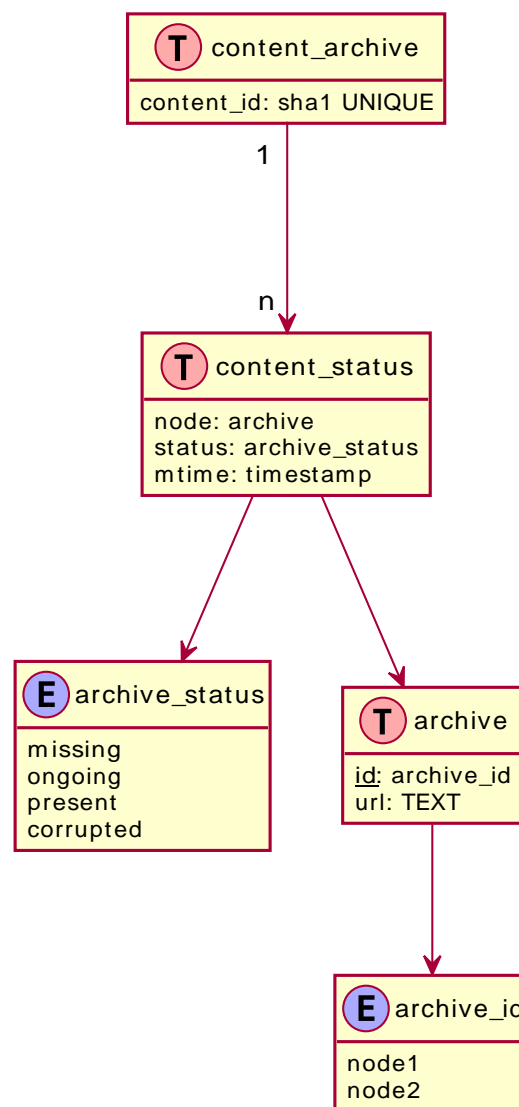 T content_archive
content_id: sha1 UNIQUE
1
n
T content_status
node: archive
status: archive_status
mtime: timestamp
E archive_status
missing
ongoing
present
corrupted
T archive
id: archive_id
url: TEXT
E archive_id
node1
node2